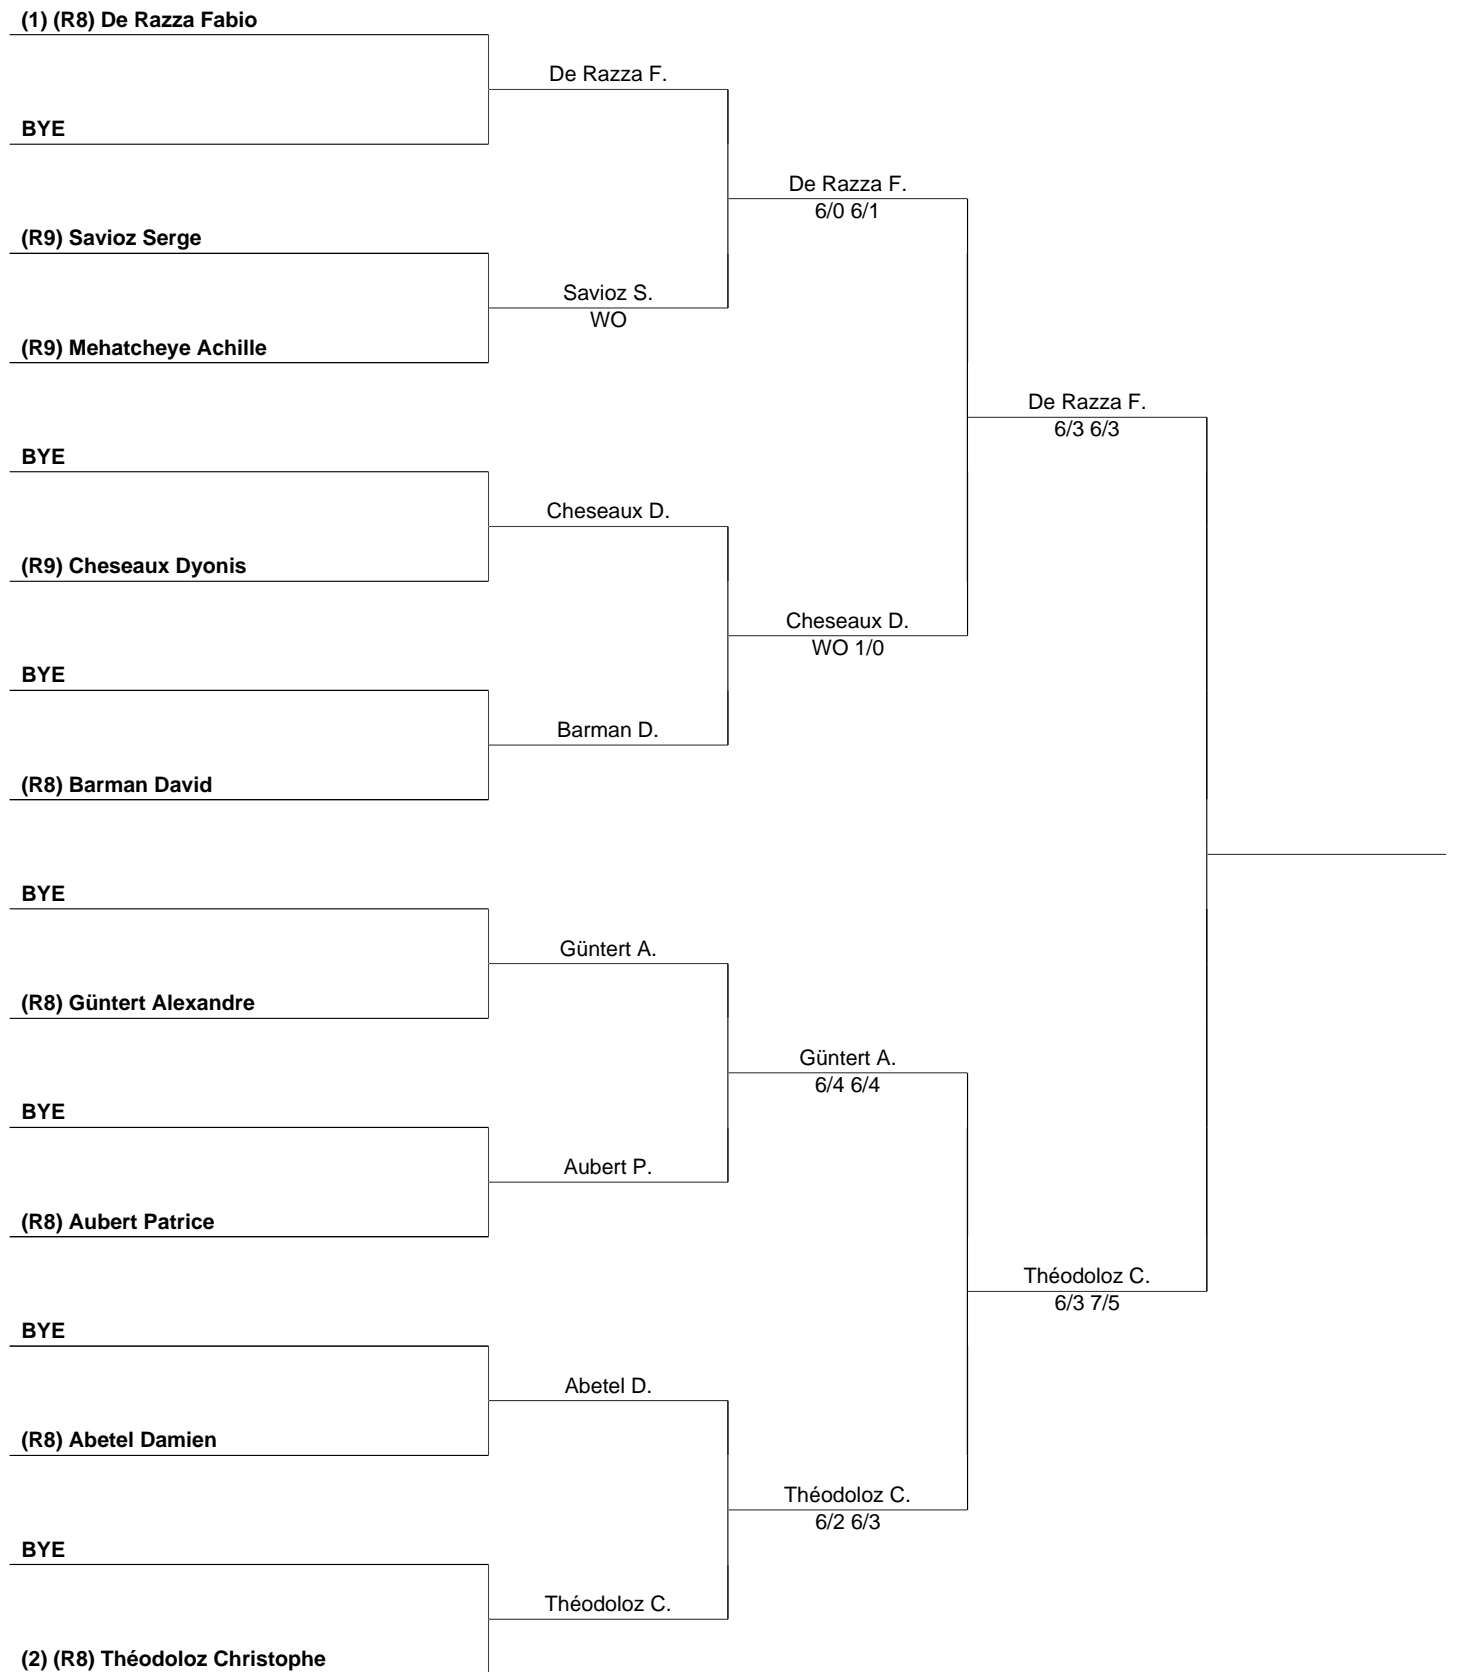 (1) (R8) De Razza Fabio
De Razza F.
BYE
De Razza F.
6/0 6/1
(R9) Savioz Serge
Savioz S.
WO
(R9) Mehatcheye Achille
De Razza F.
6/3 6/3
BYE
Cheseaux D.
(R9) Cheseaux Dyonis
Cheseaux D.
WO 1/0
BYE
Barman D.
(R8) Barman David
BYE
Güntert A.
(R8) Güntert Alexandre
Güntert A.
6/4 6/4
BYE
Aubert P.
(R8) Aubert Patrice
Théodoloz C.
6/3 7/5
BYE
Abetel D.
(R8) Abetel Damien
Théodoloz C.
6/2 6/3
BYE
Théodoloz C.
(2) (R8) Théodoloz Christophe